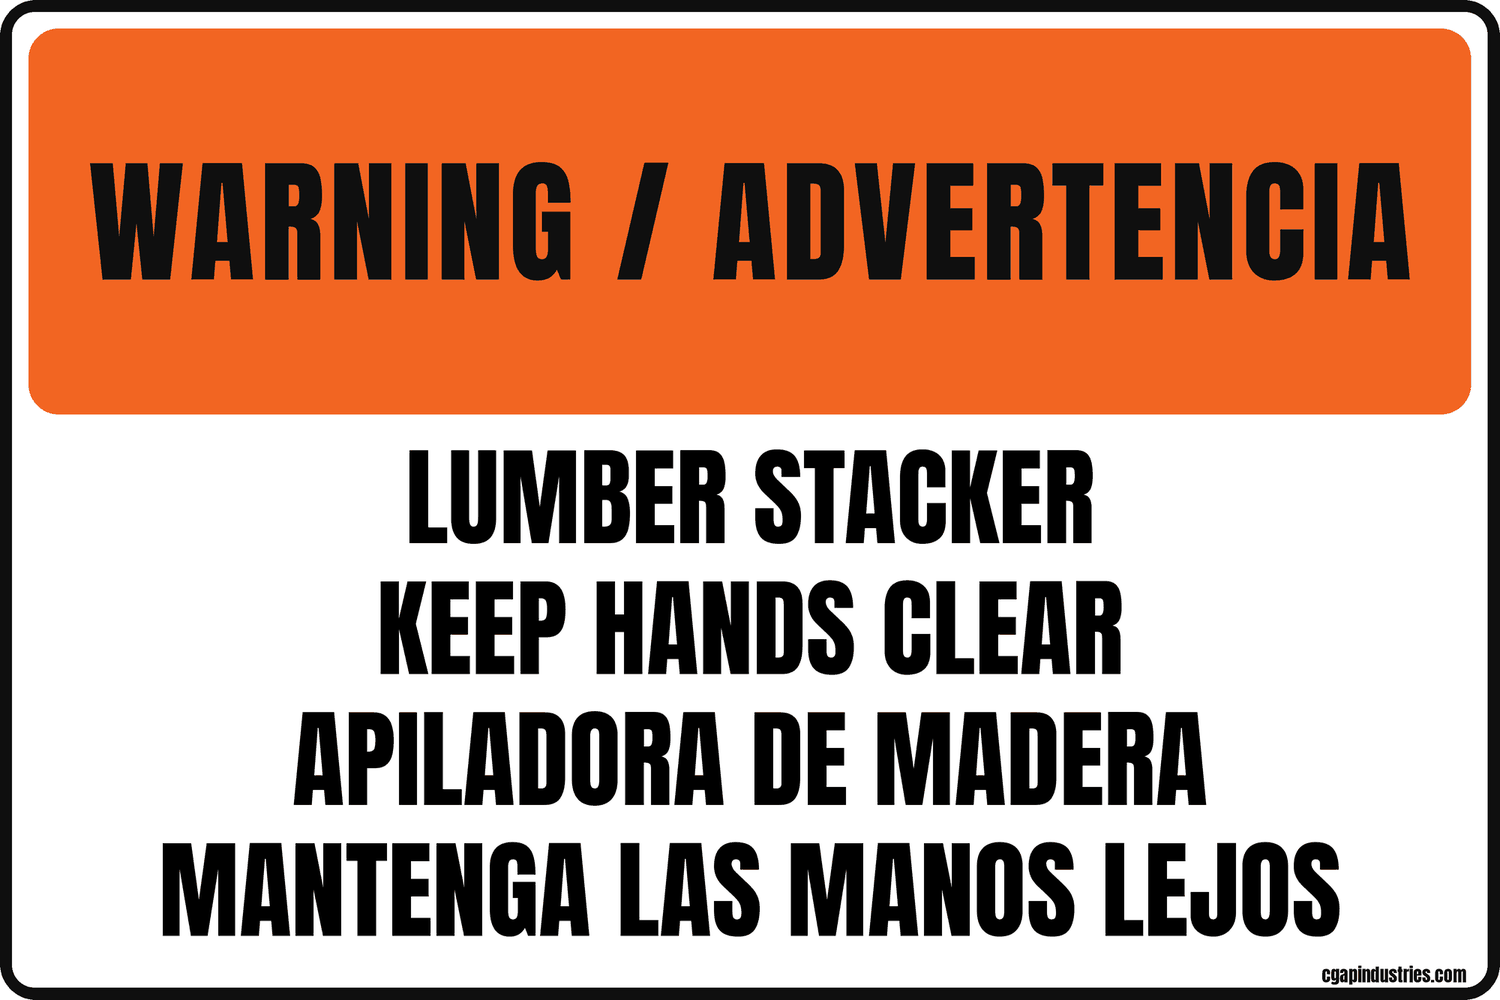 WARNING / ADVERTENCIA
LUMBER STACKER
KEEP HANDS CLEAR
APILADORA DE MADERA
MANTENGA LAS MANOS LEJOS
cgapindustries.com